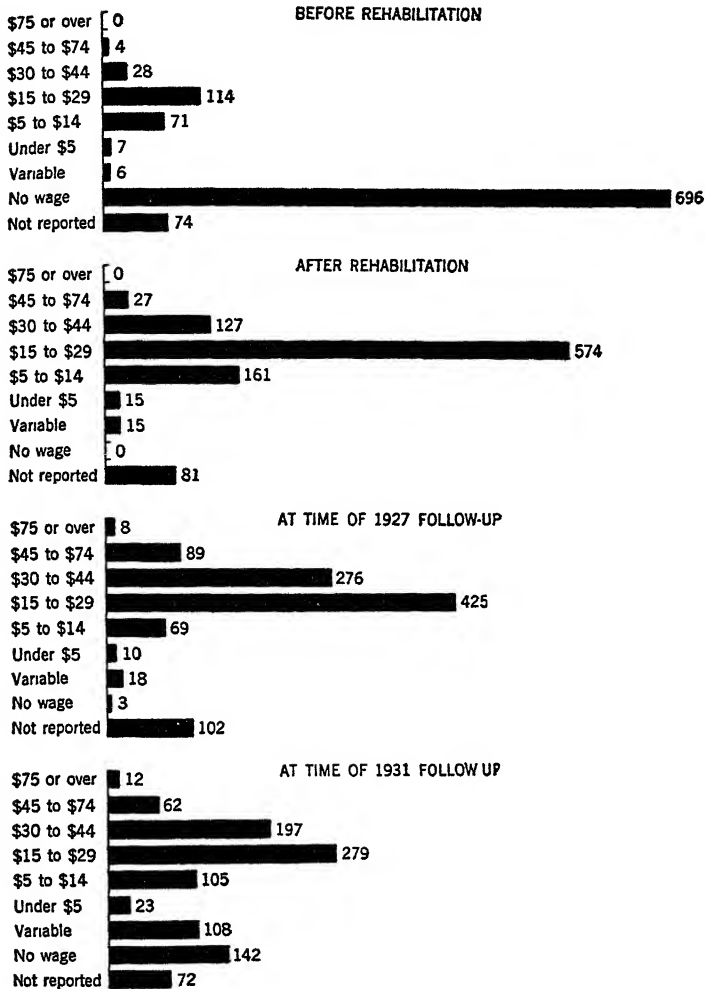 BEFORE REHABILITATION
$75 or over 0
$45 to $74 4
$30 to $44 28
$15 to $29 114
$5 to $14 71
Under $5 7
Variable 6
No wage 696
Not reported 74
AFTER REHABILITATION
$75 or over 0
$45 to $74 27
$30 to $44 127
$15 to $29 574
$5 to $14 161
Under $5 15
Variable 15
No wage 0
Not reported 81
AT TIME OF 1927 FOLLOW-UP
$75 or over 8
$45 to $74 89
$30 to $44 276
$15 to $29 425
$5 to $14 69
Under $5 10
Variable 18
No wage 3
Not reported 102
AT TIME OF 1931 FOLLOW UP
$75 or over 12
$45 to $74 62
$30 to $44 197
$15 to $29 279
$5 to $14 105
Under $5 23
Variable 108
No wage 142
Not reported 72